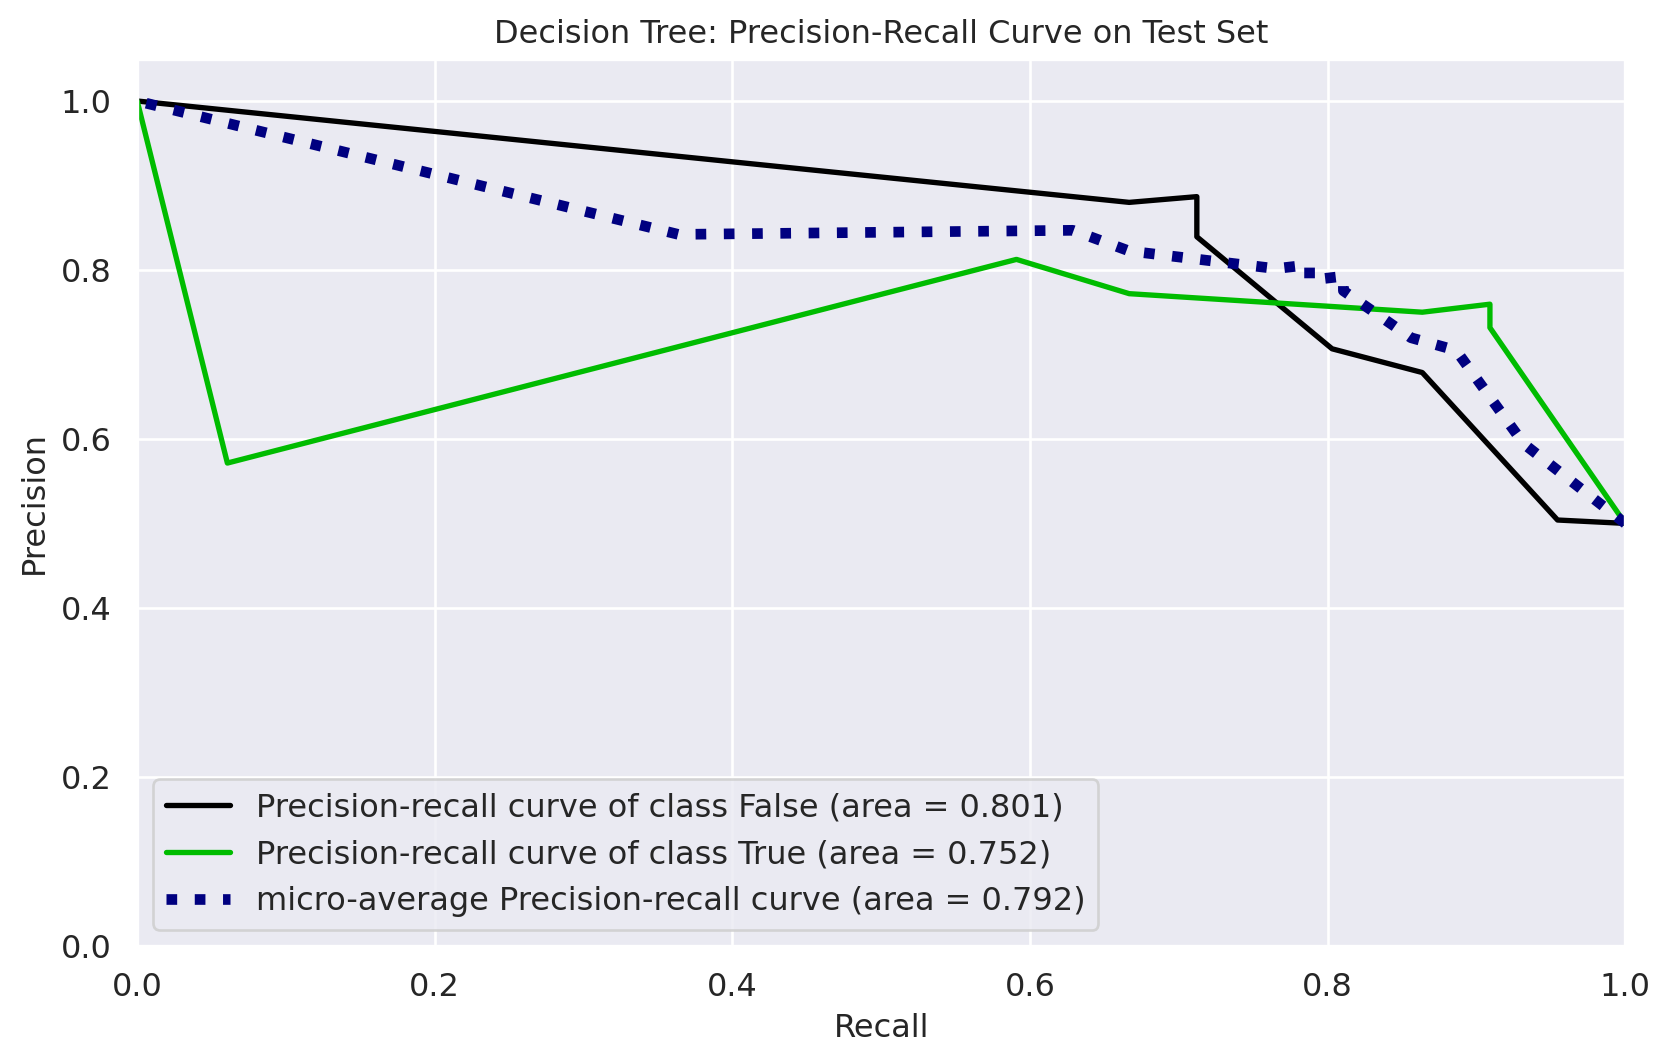 Decision Tree: Precision-Recall Curve on Test Set
1.0
0.8
0.6
0.4
0.2
0.0
Precision
Precision-recall curve of class False (area = 0.801)
Precision-recall curve of class True (area = 0.752)
micro-average Precision-recall curve (area = 0.792)
0.0 0.2 0.4 0.6 0.8 1.0
Recall